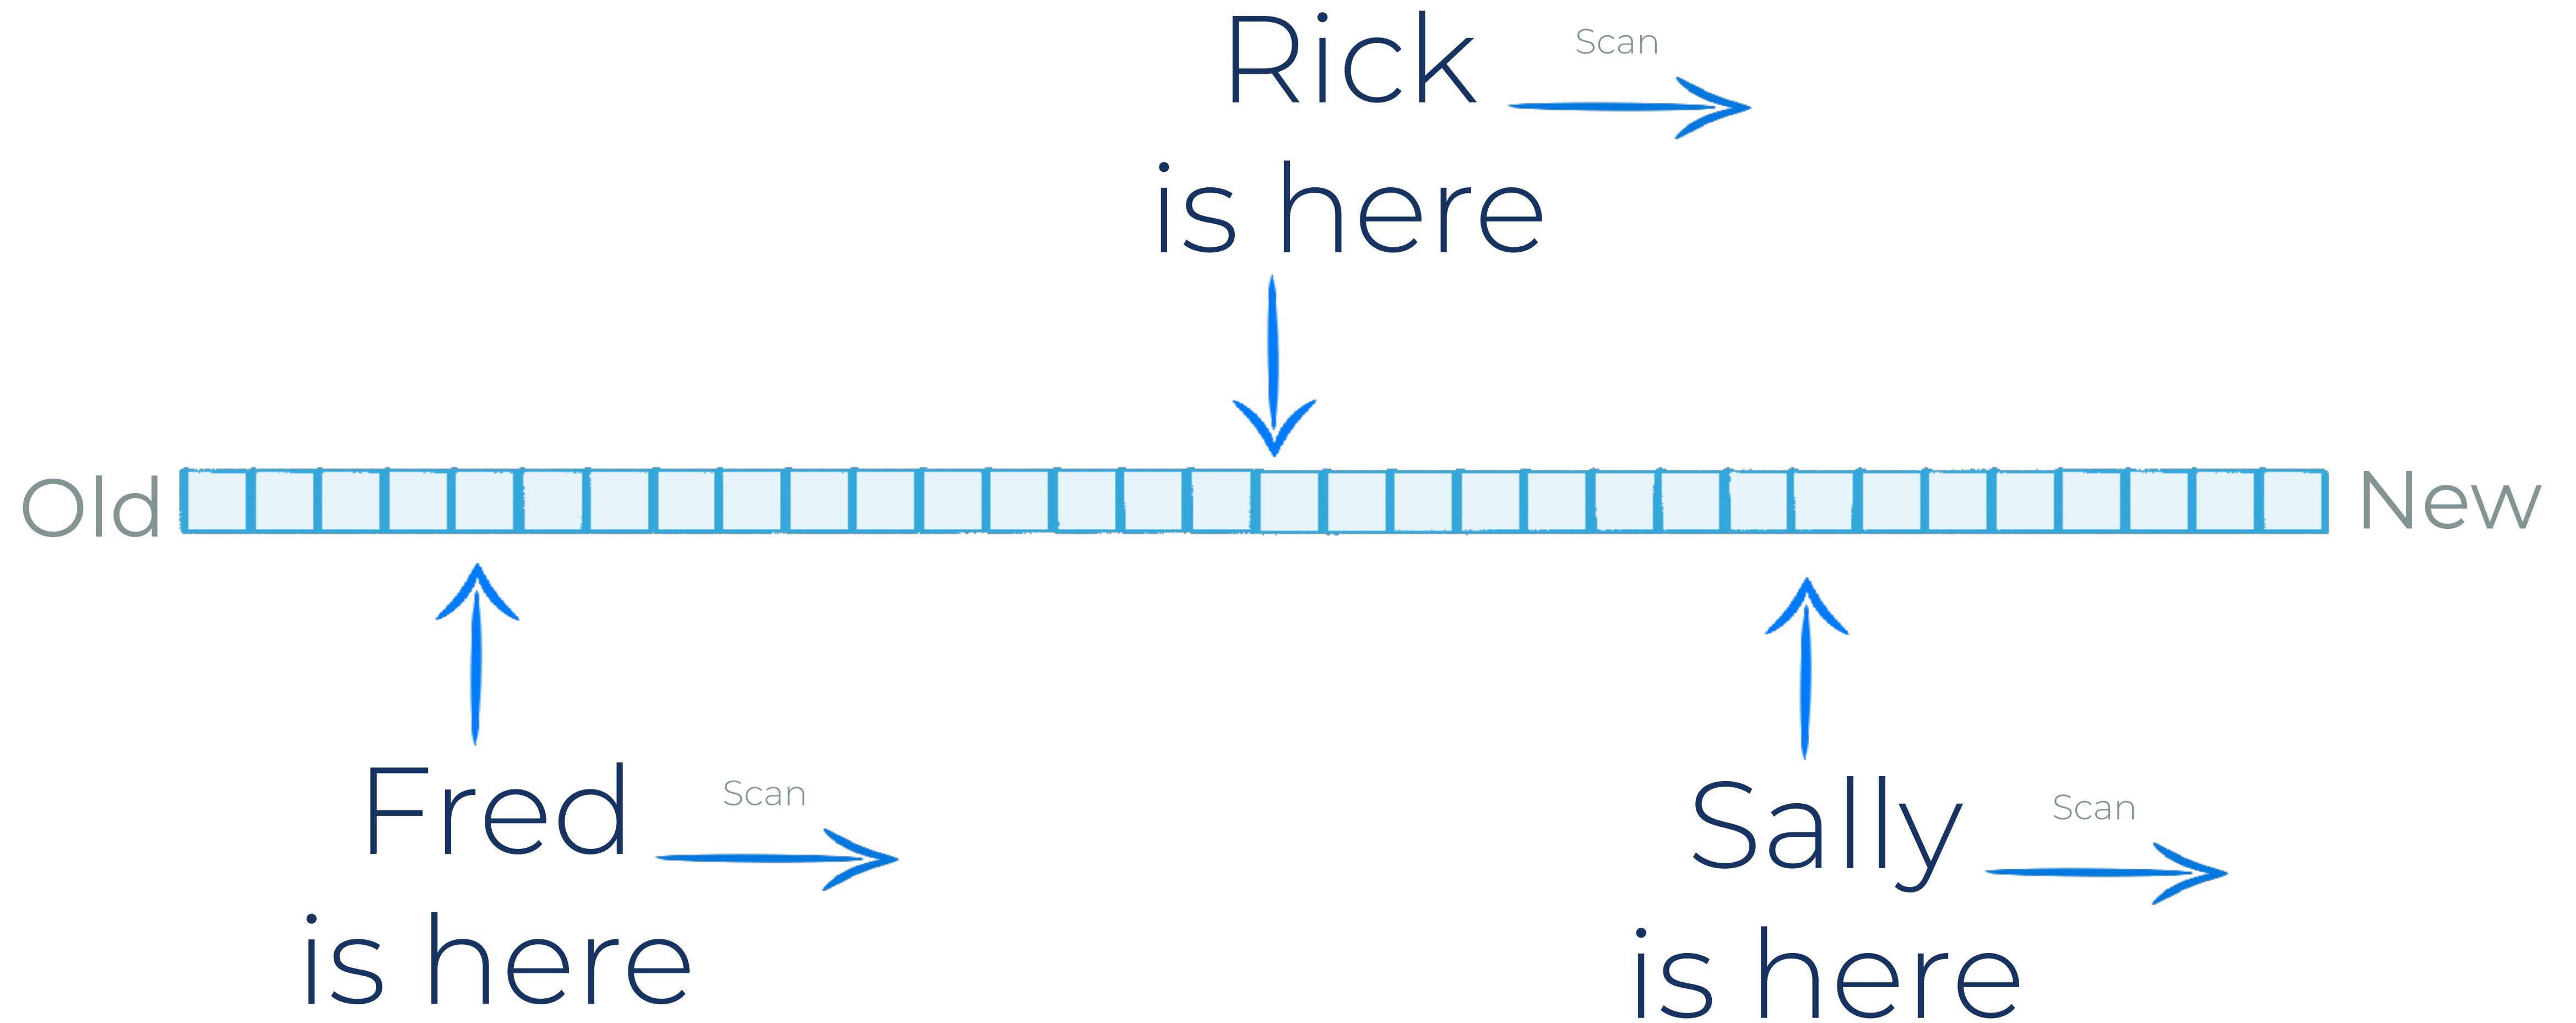 Rick
Scan
is here
Old
New
Fred
Scan
is here
Sally
Scan
is here